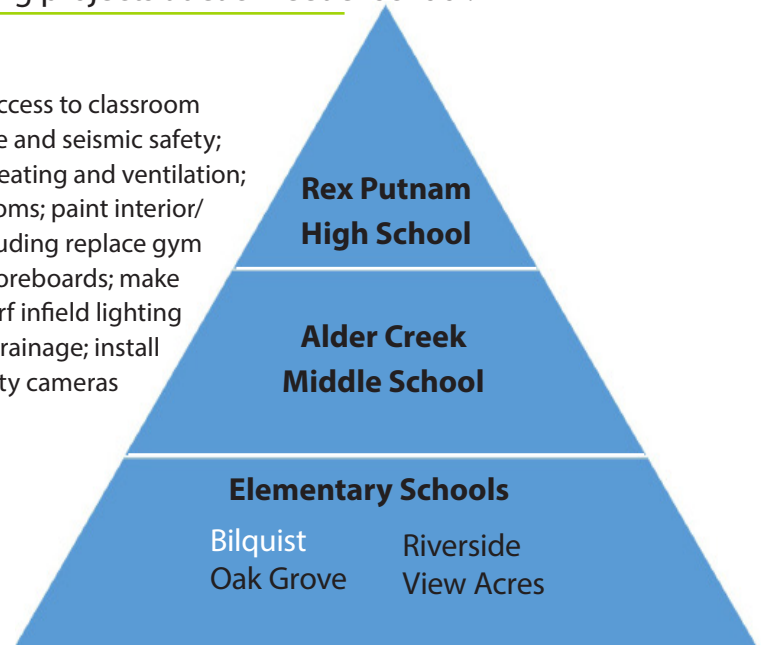 projects
ccess to classroom
e and seismic safety;
eating and ventilation;
oms; paint interior/
uding replace gym
oreboards; make
rf infield lighting
rainage; install
ty cameras
Rex Putnam
High School
Alder Creek
Middle School
Elementary Schools
Bilquist
Oak Grove
Riverside
View Acres